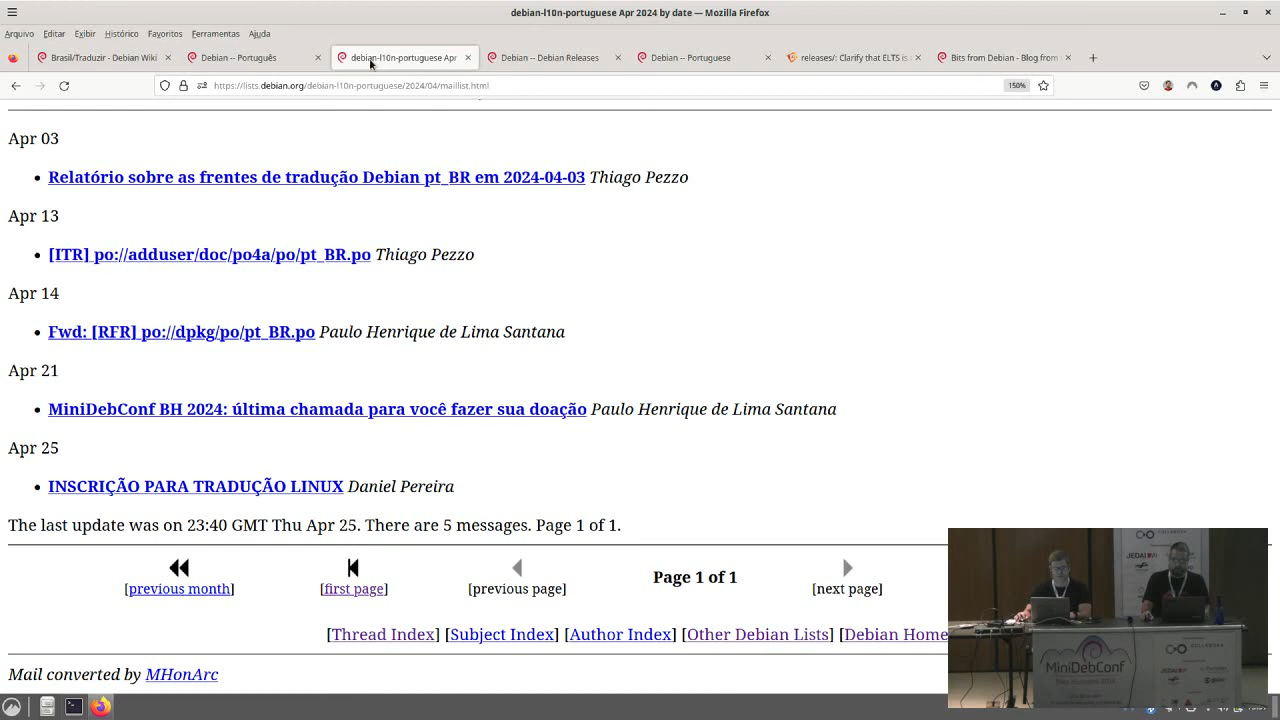 debian-l10n-portuguese Apr 2024 by date — Mozilla Firefox
Arquivo Editar Exibir Histórico Favoritos Ferramentas Ajuda
Brasil/Traduzir - Debian Wiki
Debian -- Português
debian-l10n-portuguese Apr
Debian -- Debian Releases
Debian -- Portuguese
releases/: Clarify that ELTS is
Bits from Debian - Blog from
https://lists.debian.org/debian-l10n-portuguese/2024/04/maillist.html
150%
Apr 03
Relatório sobre as frentes de tradução Debian pt_BR em 2024-04-03 Thiago Pezzo
Apr 13
[ITR] po://adduser/doc/po4a/po/pt_BR.po Thiago Pezzo
Apr 14
Fwd: [RFR] po://dpkg/po/pt_BR.po Paulo Henrique de Lima Santana
Apr 21
MiniDebConf BH 2024: última chamada para você fazer sua doação Paulo Henrique de Lima Santana
Apr 25
INSCRIÇÃO PARA TRADUÇÃO LINUX Daniel Pereira
The last update was on 23:40 GMT Thu Apr 25. There are 5 messages. Page 1 of 1.
[previous month] [first page] [previous page] Page 1 of 1 [next page]
[Thread Index] [Subject Index] [Author Index] [Other Debian Lists] [Debian Home
Mail converted by MHonArc
COLLABORA
JEDAI
MiniDebConf